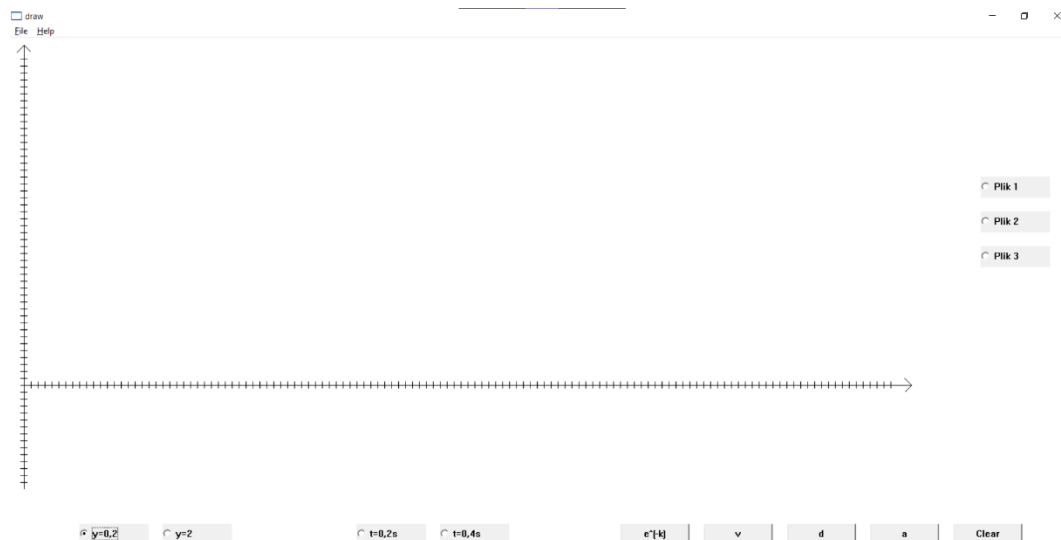 draw
File Help
Plik 1
Plik 2
Plik 3
y=0,2 y=2 t=0,2s t=0,4s e^(-k) v d a Clear